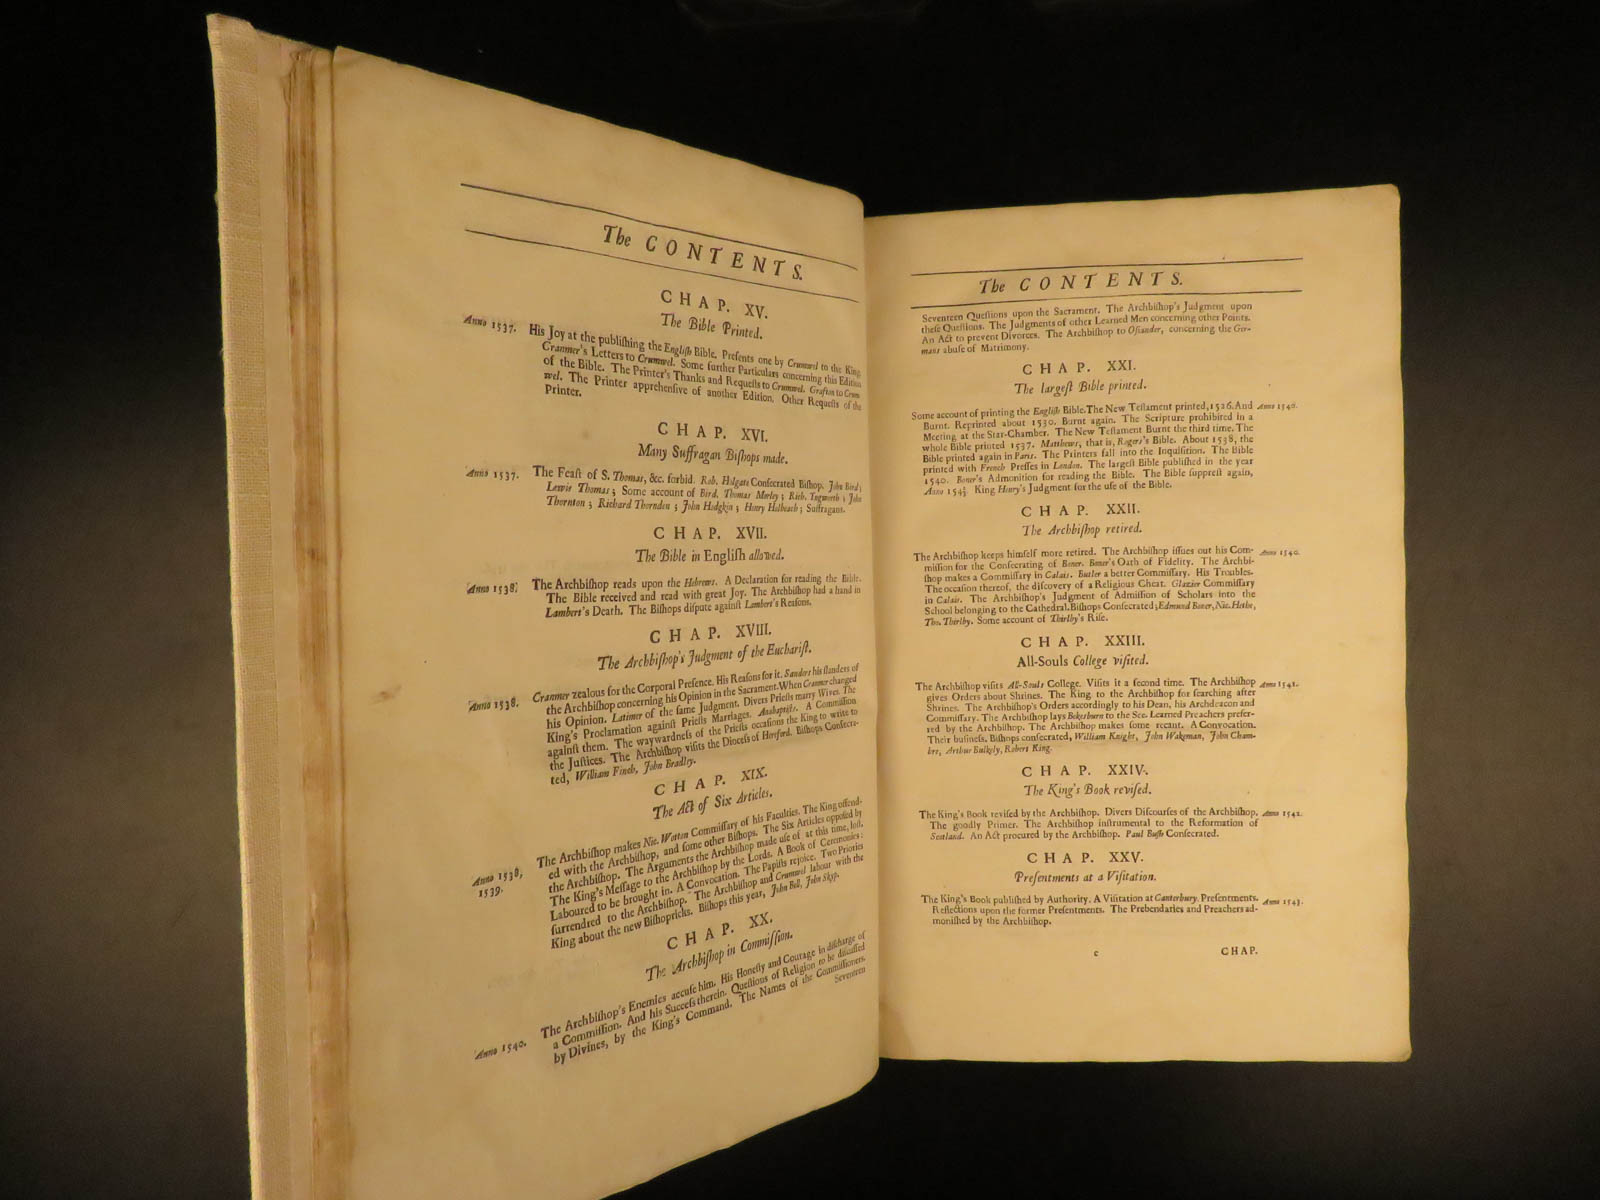 The CONTENTS.
CHAP. XV.
The Bible Printed.
Anno 1537. His Joy at the publiſhing the Engliſh Bible. Preſents one by Crumwel to the King.
Cranmer's Letters to Crumwel. Some further Particulars concerning this Edition
of the Bible. The Printer's Thanks and Requeſts to Crumwel. Grafton to Crum-
wel. The Printer apprehenſive of another Edition. Other Requeſts of the
Printer.
CHAP. XVI.
Many Suffragan Biſhops made.
Anno 1537. The Feaſt of S. Thomas, &c. forbid. Rob. Holgate Conſecrated Biſhop. John Bird;
Lewis Thomas; Some account of Bird. Thomas Morley; Rich. Yngworth; John
Thornton; Richard Thornden; John Hodgkin; Henry Holbeach; Suffragans.
CHAP. XVII.
The Bible in Engliſh allowed.
Anno 1538. The Archbiſhop reads upon the Hebrews. A Declaration for reading the Bible.
The Bible received and read with great Joy. The Archbiſhop had a hand in
Lambert's Death. The Biſhops diſpute againſt Lambert's Reaſons.
CHAP. XVIII.
The Archbiſhop's Judgment of the Euchariſt.
Anno 1538. Cranmer zealous for the Corporal Preſence. His Reaſons for it. Sanders his ſlanders of
the Archbiſhop concerning his Opinion in the Sacrament. When Cranmer changed
his Opinion. Latimer of the ſame Judgment. Divers Prieſts marry Wives. The
King's Proclamation againſt Prieſts Marriages. Anabaptiſts. A Commiſſion
againſt them. The waywardneſs of the Prieſts occaſions the King to write to
the Juſtices. The Archbiſhop viſits the Dioceſs of Hereford. Biſhops Conſecra-
ted, William Finch, John Bradley.
CHAP. XIX.
The Act of Six Articles.
Anno 1538, 1539. The Archbiſhop makes Nic. Wotton Commiſſary of his Faculties. The King offend-
ed with the Archbiſhop, and ſome other Biſhops. The Six Articles oppoſed by
the Archbiſhop. The Arguments the Archbiſhop made uſe of at this time, loſt.
The King's Meſſage to the Archbiſhop by the Lords. A Book of Ceremonies:
Laboured to be brought in. A Convocation. The Papiſts rejoice. Two Priories
ſurrendred to the Archbiſhop. The Archbiſhop and Crumwel labour with the
King about the new Biſhopricks. Biſhops this year, John Bell, John Skyp.
CHAP. XX.
The Archbiſhop in Commiſſion.
Anno 1540. The Archbiſhop's Enemies accuſe him. His Honeſty and Courage in diſcharge of
a Commiſſion. And his Succeſs therein. Queſtions of Religion to be diſcuſſed
by Divines, by the King's Command. The Names of the Commiſſioners.
Seventeen
The CONTENTS.
Seventeen Queſtions upon the Sacrament. The Archbiſhop's Judgment upon
theſe Queſtions. The Judgments of other Learned Men concerning other Points.
An Act to prevent Divorces. The Archbiſhop to Oſiander, concerning the Ger-
mans abuſe of Matrimony.
CHAP. XXI.
The largeſt Bible printed.
Some account of printing the Engliſh Bible. The New Teſtament printed, 1526. And Anno 1540.
Burnt. Reprinted about 1530. Burnt again. The Scripture prohibited in a
Meeting at the Star-Chamber. The New Teſtament Burnt the third time. The
whole Bible printed 1537. Matthews, that is, Rogers's Bible. About 1538, the
Bible printed again in Paris. The Printers fall into the Inquiſition. The Bible
printed with French Preſſes in London. The largeſt Bible publiſhed in the year
1540. Boner's Admonition for reading the Bible. The Bible ſuppreſt again,
Anno 154½ King Henry's Judgment for the uſe of the Bible.
CHAP. XXII.
The Archbiſhop retired.
The Archbiſhop keeps himſelf more retired. The Archbiſhop iſſues out his Com- Anno 1540.
miſſion for the Conſecrating of Boner. Boner's Oath of Fidelity. The Archbi-
ſhop makes a Commiſſary in Calais. Butler a better Commiſſary. His Troubles.
The occaſion thereof, the diſcovery of a Religious Cheat. Glazier Commiſſary
in Calais. The Archbiſhop's Judgment of Admiſſion of Scholars into the
School belonging to the Cathedral. Biſhops Conſecrated; Edmund Boner, Nic. Hethe,
Tho. Thirlby. Some account of Thirlby's Riſe.
CHAP. XXIII.
All-Souls College viſited.
The Archbiſhop viſits All-Souls College. Viſits it a ſecond time. The Archbiſhop Anno 1541.
gives Orders about Shrines. The King to the Archbiſhop for ſearching after
Shrines. The Archbiſhop's Orders accordingly to his Dean, his Archdeacon and
Commiſſary. The Archbiſhop lays Bekesburn to the See. Learned Preachers prefer-
red by the Archbiſhop. The Archbiſhop makes ſome recant. A Convocation.
Their buſineſs. Biſhops conſecrated, William Knight, John Wakeman, John Cham-
bre, Arthur Bulkely, Robert King.
CHAP. XXIV.
The King's Book reviſed.
The King's Book reviſed by the Archbiſhop. Divers Diſcourſes of the Archbiſhop. Anno 1542.
The goodly Primer. The Archbiſhop inſtrumental to the Reformation of
Scotland. An Act procured by the Archbiſhop. Paul Buſh Conſecrated.
CHAP. XXV.
Preſentments at a Viſitation.
The King's Book publiſhed by Authority. A Viſitation at Canterbury. Preſentments. Anno 1543.
Reflections upon the former Preſentments. The Prebendaries and Preachers ad-
moniſhed by the Archbiſhop.
c CHAP.